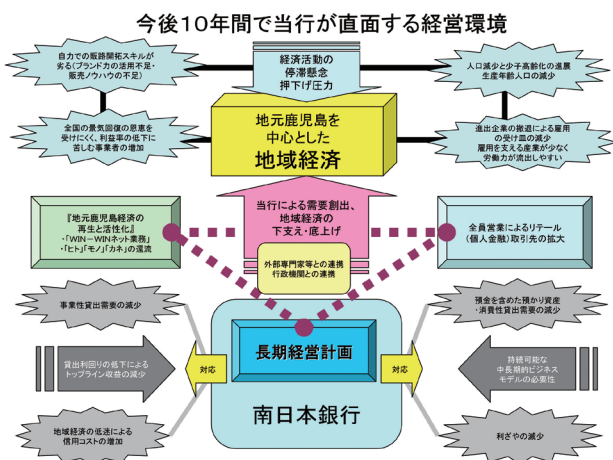 今後10年間で当行が直面する経営環境
自力での販路開拓スキルが
劣る(ブランド力の活用不足・
販売ノウハウの不足)
経済活動の
停滞懸念
押下げ圧力
人口減少と少子高齢化の進展
生産年齢人口の減少
全国の景気回復の恩恵を
受けにくく、利益率の低下に
苦しむ事業者の増加
地元鹿児島を
中心とした
地域経済
進出企業の撤退による雇用
の受け皿の減少
雇用を支える産業が少なく
労働力が流出しやすい
『地元鹿児島経済の
再生と活性化』
・「WIN-WINネット業務」
・「ヒト」「モノ」「カネ」の還流
当行による需要創出、
地域経済の
下支え・底上げ
全員営業によるリテール
(個人金融)取引先の拡大
外部専門家等との連携
行政機関との連携
事業性貸出需要の減少
預金を含めた預かり資産
・消費性貸出需要の減少
長期経営計画
貸出利回りの低下による
トップライン収益の減少
対応
対応
持続可能な
中長期的ビジネス
モデルの必要性
南日本銀行
地域経済の低迷による
信用コストの増加
利ざやの減少